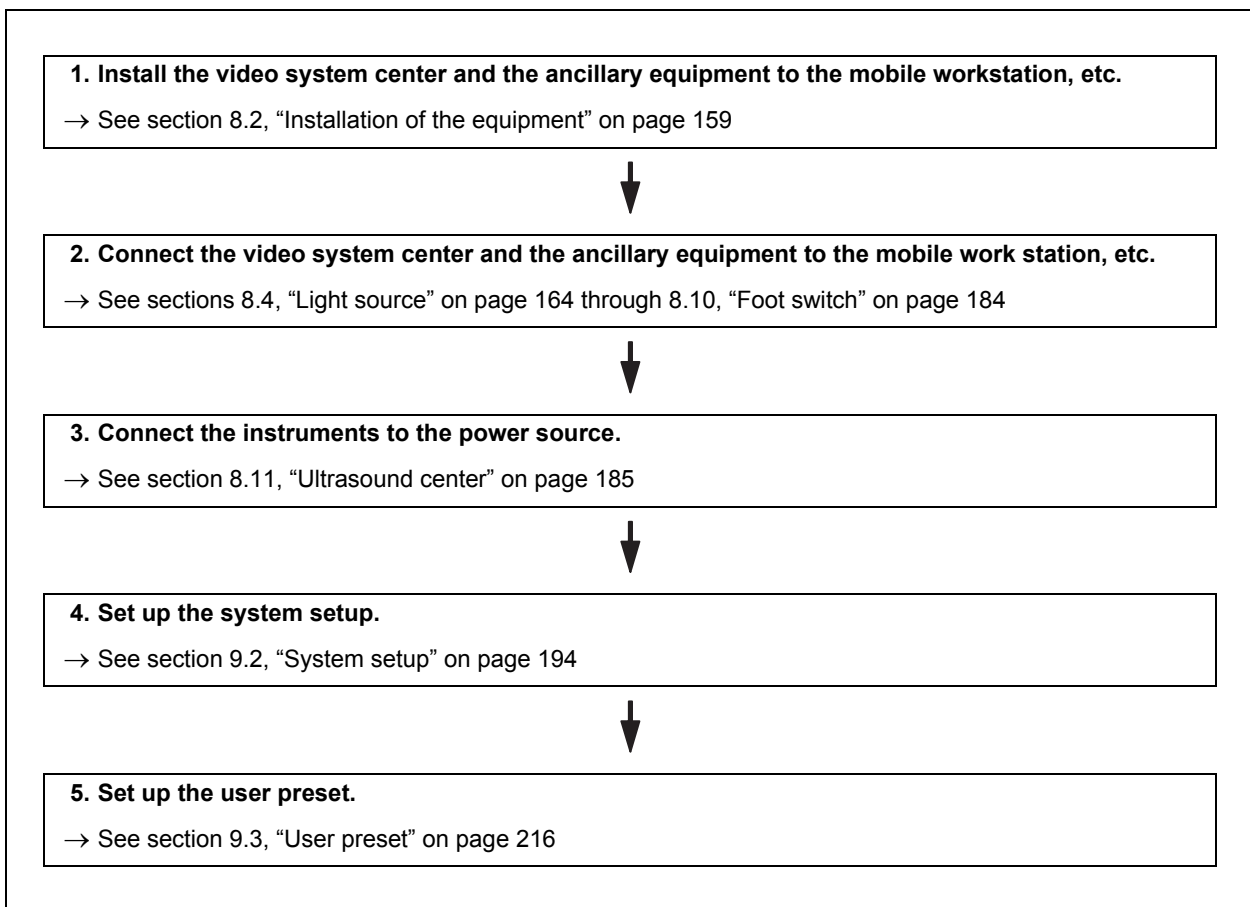 1. Install the video system center and the ancillary equipment to the mobile workstation, etc.
→ See section 8.2, “Installation of the equipment” on page 159
2. Connect the video system center and the ancillary equipment to the mobile work station, etc.
→ See sections 8.4, “Light source” on page 164 through 8.10, “Foot switch” on page 184
3. Connect the instruments to the power source.
→ See section 8.11, “Ultrasound center” on page 185
4. Set up the system setup.
→ See section 9.2, “System setup” on page 194
5. Set up the user preset.
→ See section 9.3, “User preset” on page 216